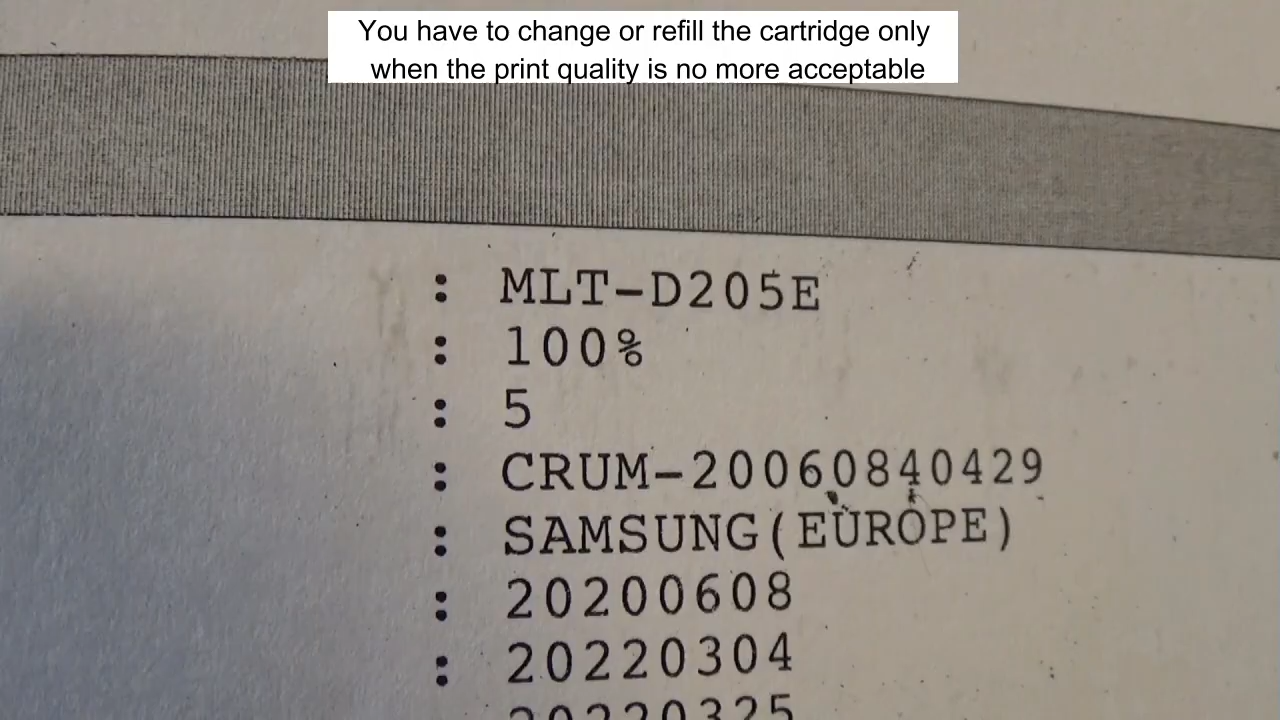 You have to change or refill the cartridge only
when the print quality is no more acceptable
: MLT-D205E
: 100%
: 5
: CRUM-20060840429
: SAMSUNG(EUROPE)
: 20200608
: 20220304
20220325